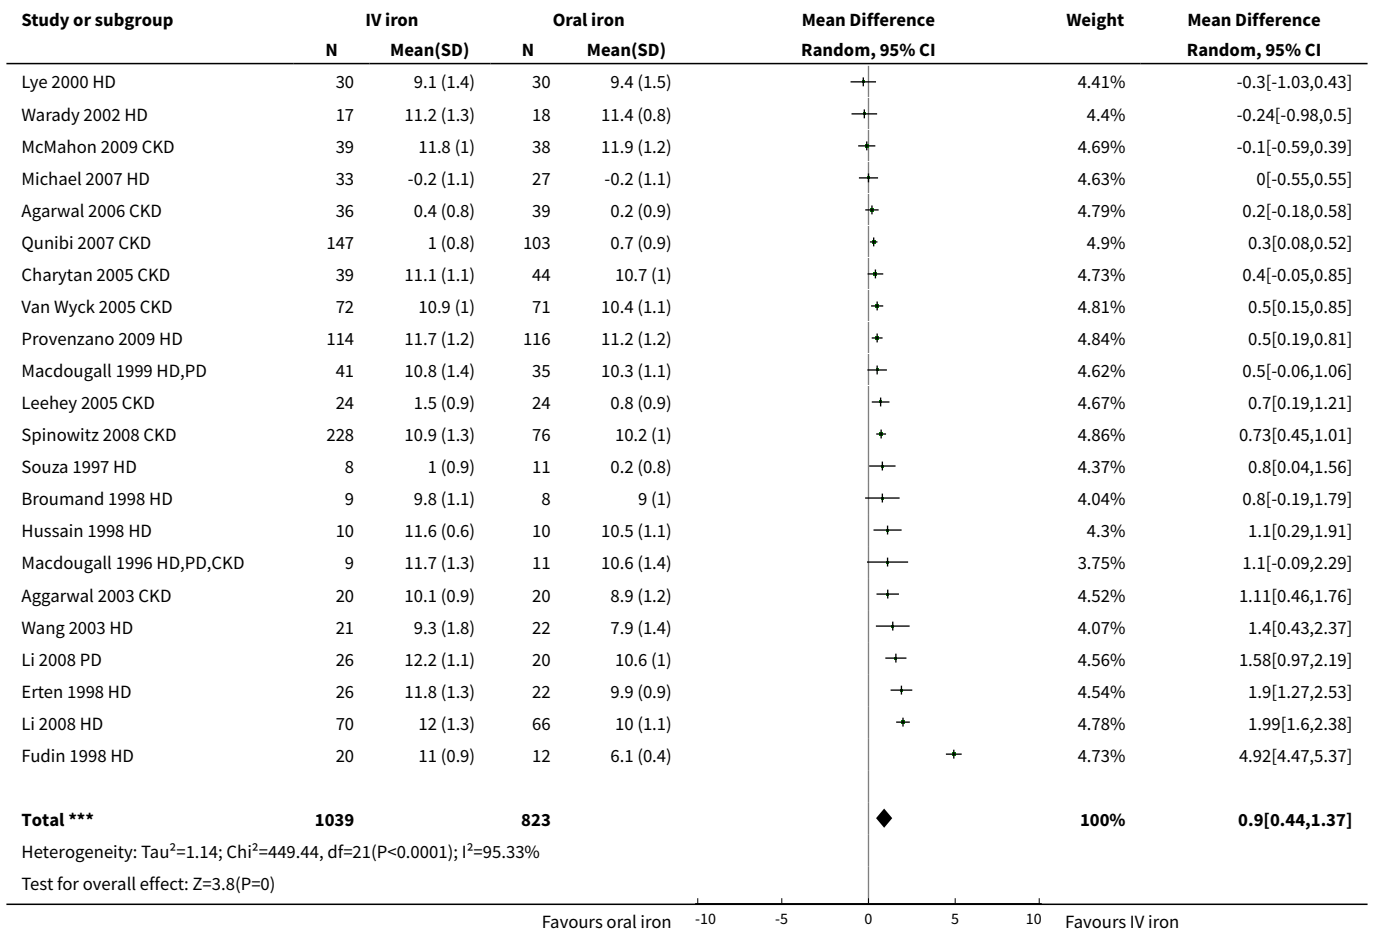 Study or subgroup IV iron Oral iron Mean Difference Weight Mean Difference
N Mean(SD) N Mean(SD) Random, 95% CI Random, 95% CI
Lye 2000 HD 30 9.1 (1.4) 30 9.4 (1.5) 4.41% -0.3[-1.03,0.43]
Warady 2002 HD 17 11.2 (1.3) 18 11.4 (0.8) 4.4% -0.24[-0.98,0.5]
McMahon 2009 CKD 39 11.8 (1) 38 11.9 (1.2) 4.69% -0.1[-0.59,0.39]
Michael 2007 HD 33 -0.2 (1.1) 27 -0.2 (1.1) 4.63% 0[-0.55,0.55]
Agarwal 2006 CKD 36 0.4 (0.8) 39 0.2 (0.9) 4.79% 0.2[-0.18,0.58]
Qunibi 2007 CKD 147 1 (0.8) 103 0.7 (0.9) 4.9% 0.3[0.08,0.52]
Charytan 2005 CKD 39 11.1 (1.1) 44 10.7 (1) 4.73% 0.4[-0.05,0.85]
Van Wyck 2005 CKD 72 10.9 (1) 71 10.4 (1.1) 4.81% 0.5[0.15,0.85]
Provenzano 2009 HD 114 11.7 (1.2) 116 11.2 (1.2) 4.84% 0.5[0.19,0.81]
Macdougall 1999 HD,PD 41 10.8 (1.4) 35 10.3 (1.1) 4.62% 0.5[-0.06,1.06]
Leehey 2005 CKD 24 1.5 (0.9) 24 0.8 (0.9) 4.67% 0.7[0.19,1.21]
Spinowitz 2008 CKD 228 10.9 (1.3) 76 10.2 (1) 4.86% 0.73[0.45,1.01]
Souza 1997 HD 8 1 (0.9) 11 0.2 (0.8) 4.37% 0.8[0.04,1.56]
Broumand 1998 HD 9 9.8 (1.1) 8 9 (1) 4.04% 0.8[-0.19,1.79]
Hussain 1998 HD 10 11.6 (0.6) 10 10.5 (1.1) 4.3% 1.1[0.29,1.91]
Macdougall 1996 HD,PD,CKD 9 11.7 (1.3) 11 10.6 (1.4) 3.75% 1.1[-0.09,2.29]
Aggarwal 2003 CKD 20 10.1 (0.9) 20 8.9 (1.2) 4.52% 1.11[0.46,1.76]
Wang 2003 HD 21 9.3 (1.8) 22 7.9 (1.4) 4.07% 1.4[0.43,2.37]
Li 2008 PD 26 12.2 (1.1) 20 10.6 (1) 4.56% 1.58[0.97,2.19]
Erten 1998 HD 26 11.8 (1.3) 22 9.9 (0.9) 4.54% 1.9[1.27,2.53]
Li 2008 HD 70 12 (1.3) 66 10 (1.1) 4.78% 1.99[1.6,2.38]
Fudin 1998 HD 20 11 (0.9) 12 6.1 (0.4) 4.73% 4.92[4.47,5.37]
Total *** 1039 823 100% 0.9[0.44,1.37]
Heterogeneity: Tau²=1.14; Chi²=449.44, df=21(P<0.0001); I²=95.33%
Test for overall effect: Z=3.8(P=0)
Favours oral iron -10 -5 0 5 10 Favours IV iron